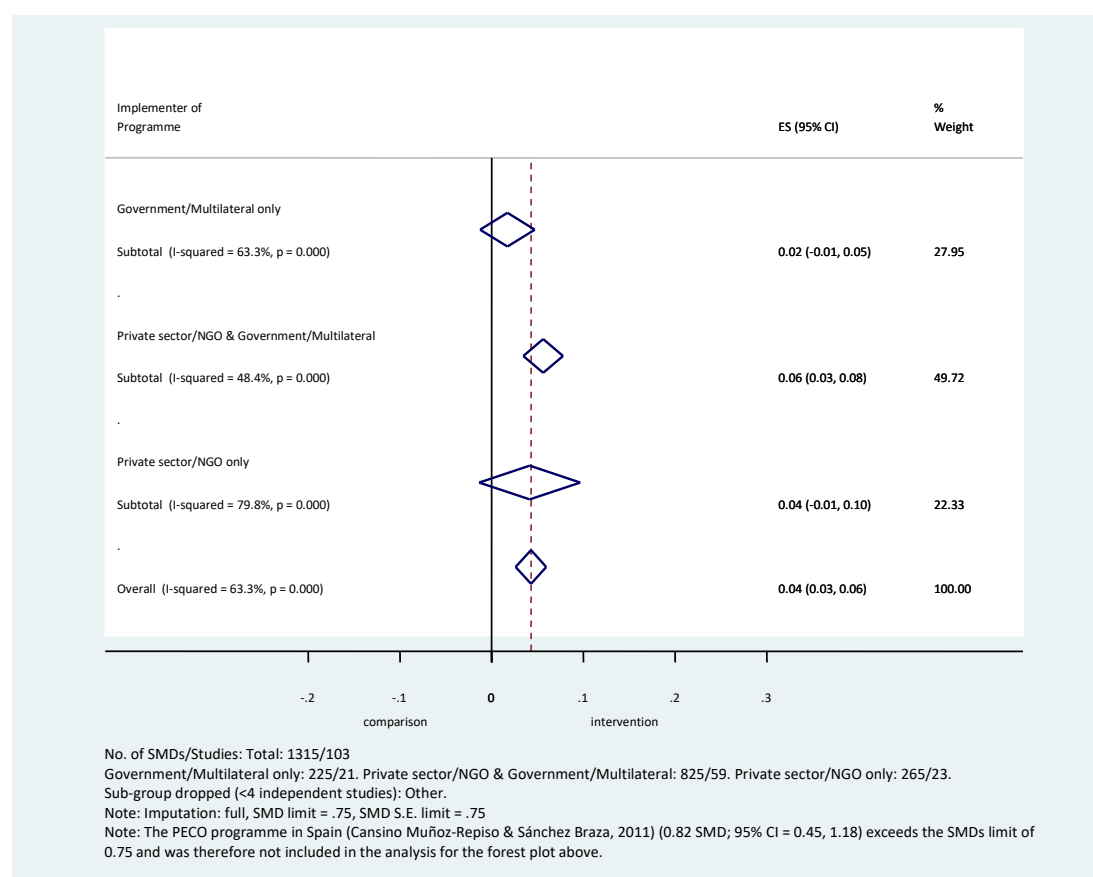 Implementer of
Programme
ES (95% CI)
%
Weight
Government/Multilateral only
Subtotal  (I-squared = 63.3%, p = 0.000)
0.02 (-0.01, 0.05)
27.95
.
Private sector/NGO & Government/Multilateral
Subtotal  (I-squared = 48.4%, p = 0.000)
0.06 (0.03, 0.08)
49.72
.
Private sector/NGO only
Subtotal  (I-squared = 79.8%, p = 0.000)
0.04 (-0.01, 0.10)
22.33
.
Overall  (I-squared = 63.3%, p = 0.000)
0.04 (0.03, 0.06)
100.00
-.2 -.1 0 .1 .2 .3
comparison intervention
No. of SMDs/Studies: Total: 1315/103
Government/Multilateral only: 225/21. Private sector/NGO & Government/Multilateral: 825/59. Private sector/NGO only: 265/23.
Sub-group dropped (<4 independent studies): Other.
Note: Imputation: full, SMD limit = .75, SMD S.E. limit = .75
Note: The PECO programme in Spain (Cansino Muñoz-Repiso & Sánchez Braza, 2011) (0.82 SMD; 95% CI = 0.45, 1.18) exceeds the SMDs limit of
0.75 and was therefore not included in the analysis for the forest plot above.